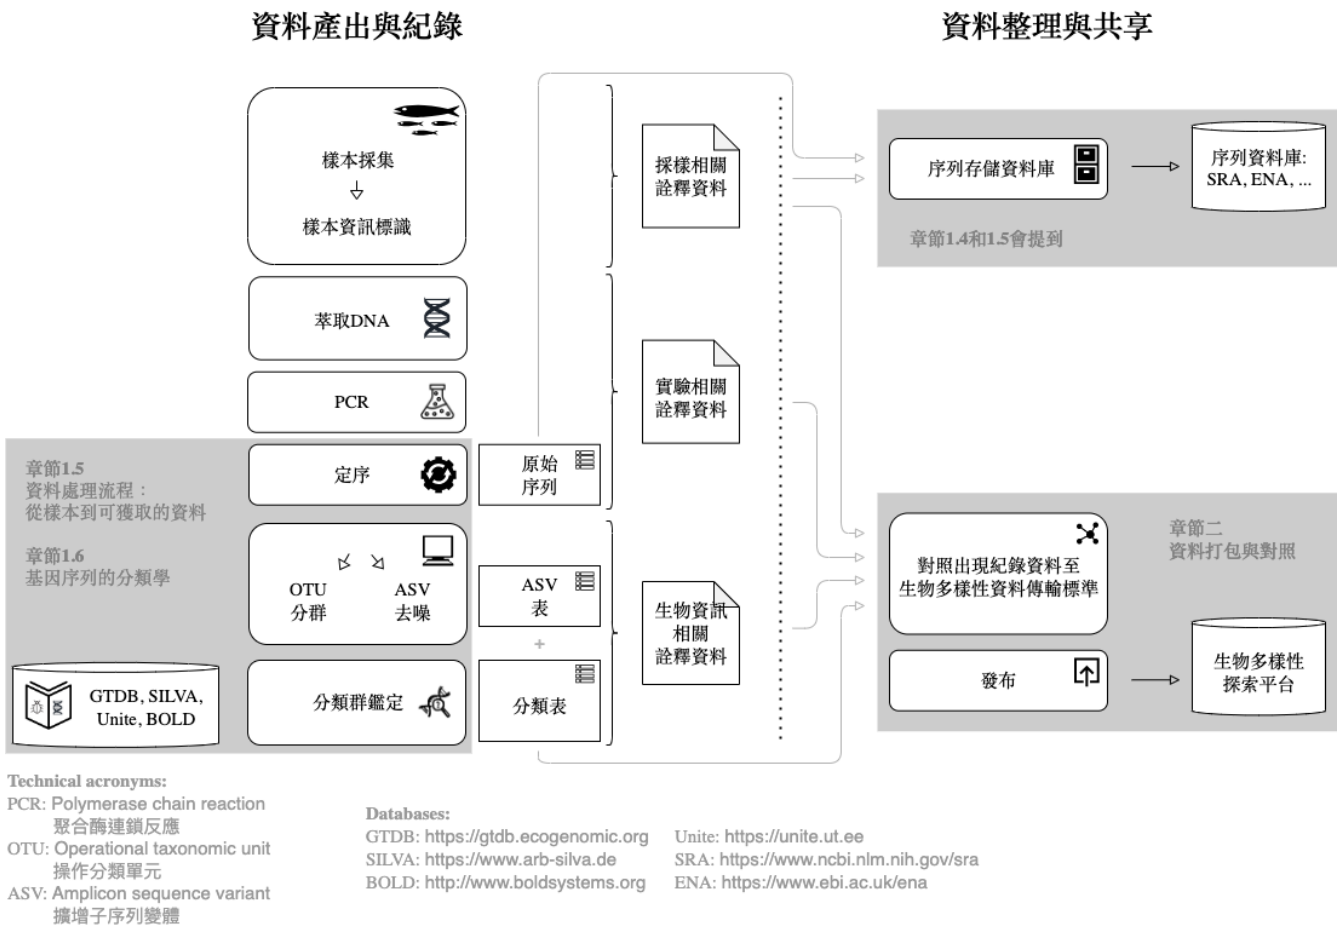 資料產出與紀錄
資料整理與共享
樣本採集
樣本資訊標識
萃取DNA
PCR
章節1.5
資料處理流程：
從樣本到可獲取的資料
章節1.6
基因序列的分類學
定序
OTU
分群
ASV
去噪
GTDB, SILVA,
Unite, BOLD
分類群鑑定
原始
序列
ASV
表
+
分類表
採樣相關
詮釋資料
實驗相關
詮釋資料
生物資訊
相關
詮釋資料
序列存儲資料庫
序列資料庫:
SRA, ENA, ...
章節1.4和1.5會提到
對照出現紀錄資料至
生物多樣性資料傳輸標準
章節二
資料打包與對照
發布
生物多樣性
探索平台
Technical acronyms:
PCR: Polymerase chain reaction
聚合酶連鎖反應
OTU: Operational taxonomic unit
操作分類單元
ASV: Amplicon sequence variant
擴增子序列變體
Databases:
GTDB: https://gtdb.ecogenomic.org
SILVA: https://www.arb-silva.de
BOLD: http://www.boldsystems.org
Unite: https://unite.ut.ee
SRA: https://www.ncbi.nlm.nih.gov/sra
ENA: https://www.ebi.ac.uk/ena